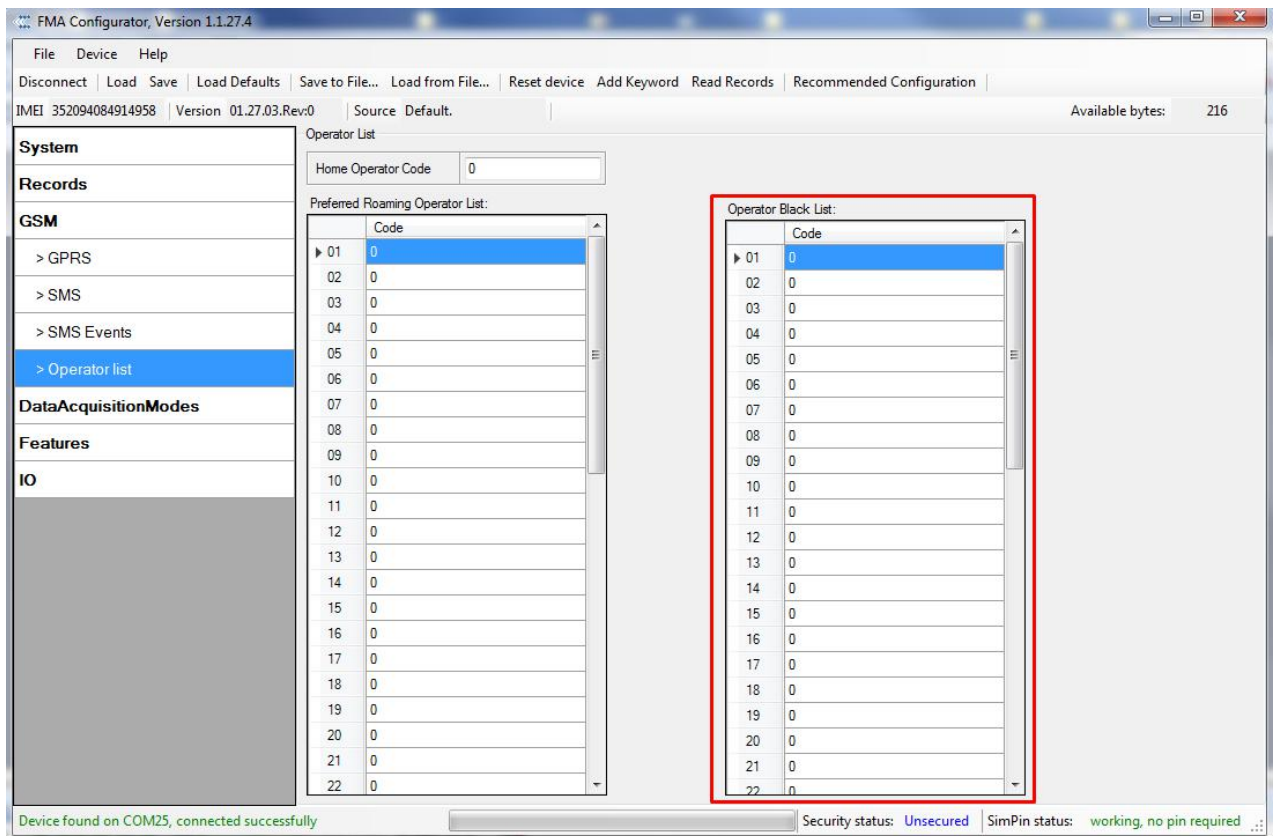 FMA Configurator, Version 1.1.27.4
File Device Help
Disconnect Load Save Load Defaults Save to File... Load from File... Reset device Add Keyword Read Records Recommended Configuration
IMEI 352094084914958 Version 01.27.03.Rev:0 Source Default. Available bytes: 216
System
Records
GSM
> GPRS
> SMS
> SMS Events
> Operator list
DataAcquisitionModes
Features
IO
Operator List
Home Operator Code 0
Preferred Roaming Operator List:
Code
01 0
02 0
03 0
04 0
05 0
06 0
07 0
08 0
09 0
10 0
11 0
12 0
13 0
14 0
15 0
16 0
17 0
18 0
19 0
20 0
21 0
22 0
Operator Black List:
Code
01 0
02 0
03 0
04 0
05 0
06 0
07 0
08 0
09 0
10 0
11 0
12 0
13 0
14 0
15 0
16 0
17 0
18 0
19 0
20 0
21 0
22 0
Device found on COM25, connected successfully Security status: Unsecured SimPin status: working, no pin required